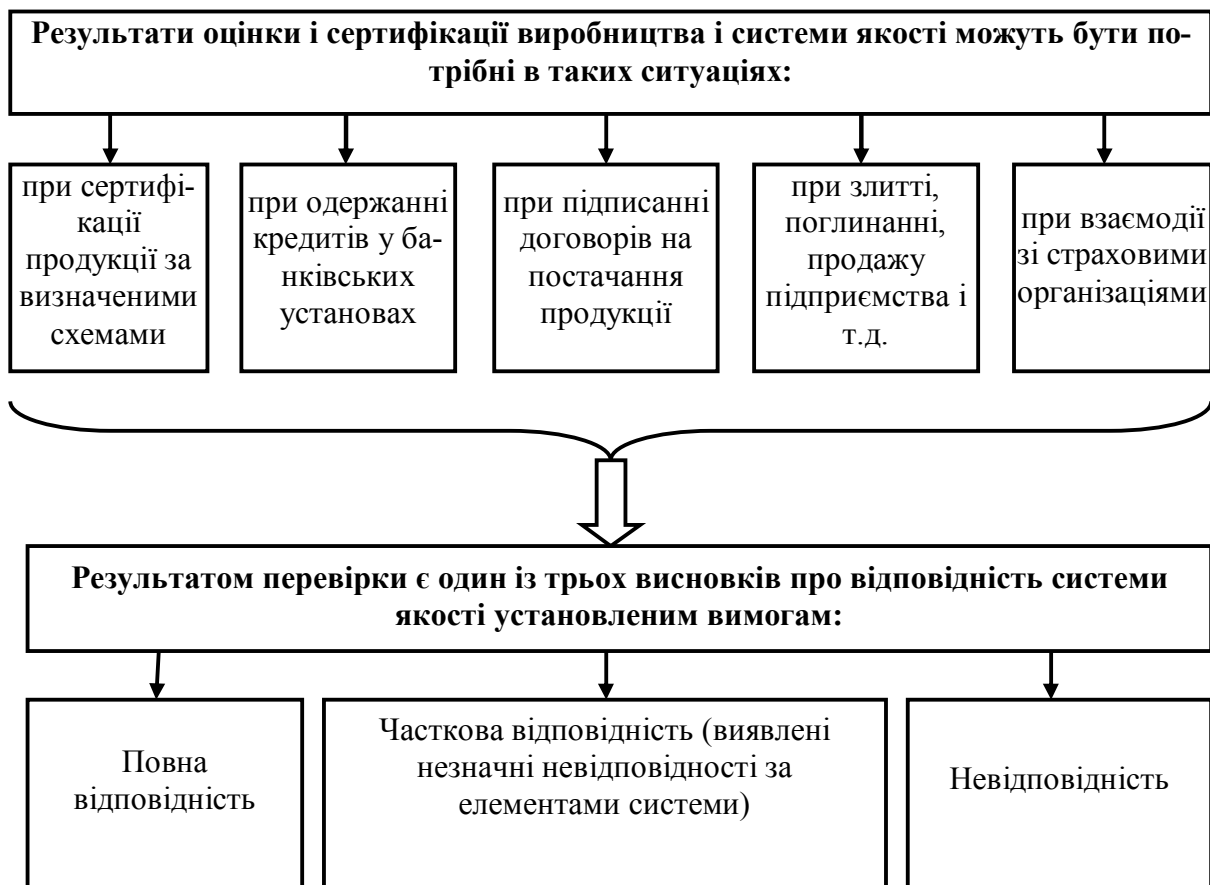 Результати оцінки і сертифікації виробництва і системи якості можуть бути по-
трібні в таких ситуаціях:
при сертифі-
кації
продукції за
визначеними
схемами
при одержанні
кредитів у ба-
нківських
установах
при підписанні
договорів на
постачання
продукції
при злитті,
поглинанні,
продажу
підприємства і
т.д.
при взаємодії
зі страховими
організаціями
Результатом перевірки є один із трьох висновків про відповідність системи
якості установленим вимогам:
Повна
відповідність
Часткова відповідність (виявлені
незначні невідповідності за
елементами системи)
Невідповідність